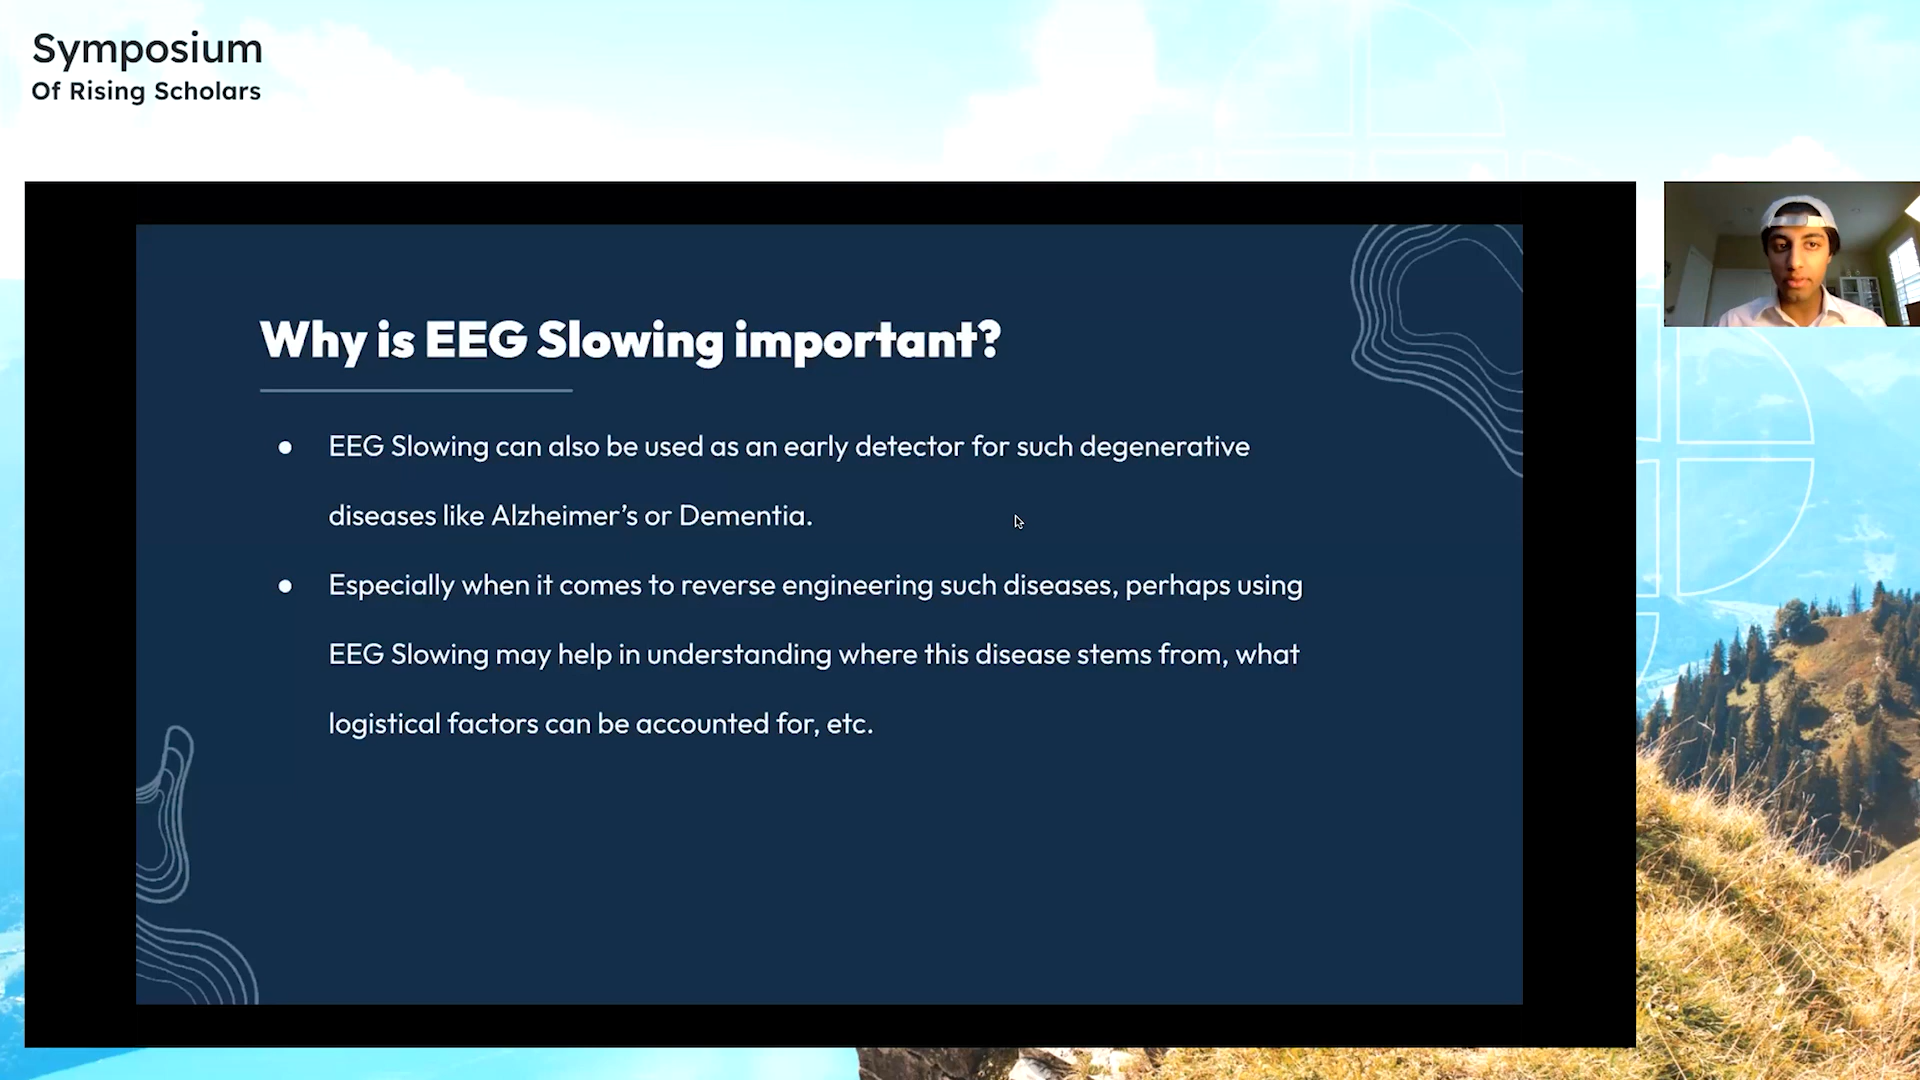 Symposium
Of Rising Scholars
Why is EEG Slowing important?
● EEG Slowing can also be used as an early detector for such degenerative
diseases like Alzheimer’s or Dementia.
● Especially when it comes to reverse engineering such diseases, perhaps using
EEG Slowing may help in understanding where this disease stems from, what
logistical factors can be accounted for, etc.